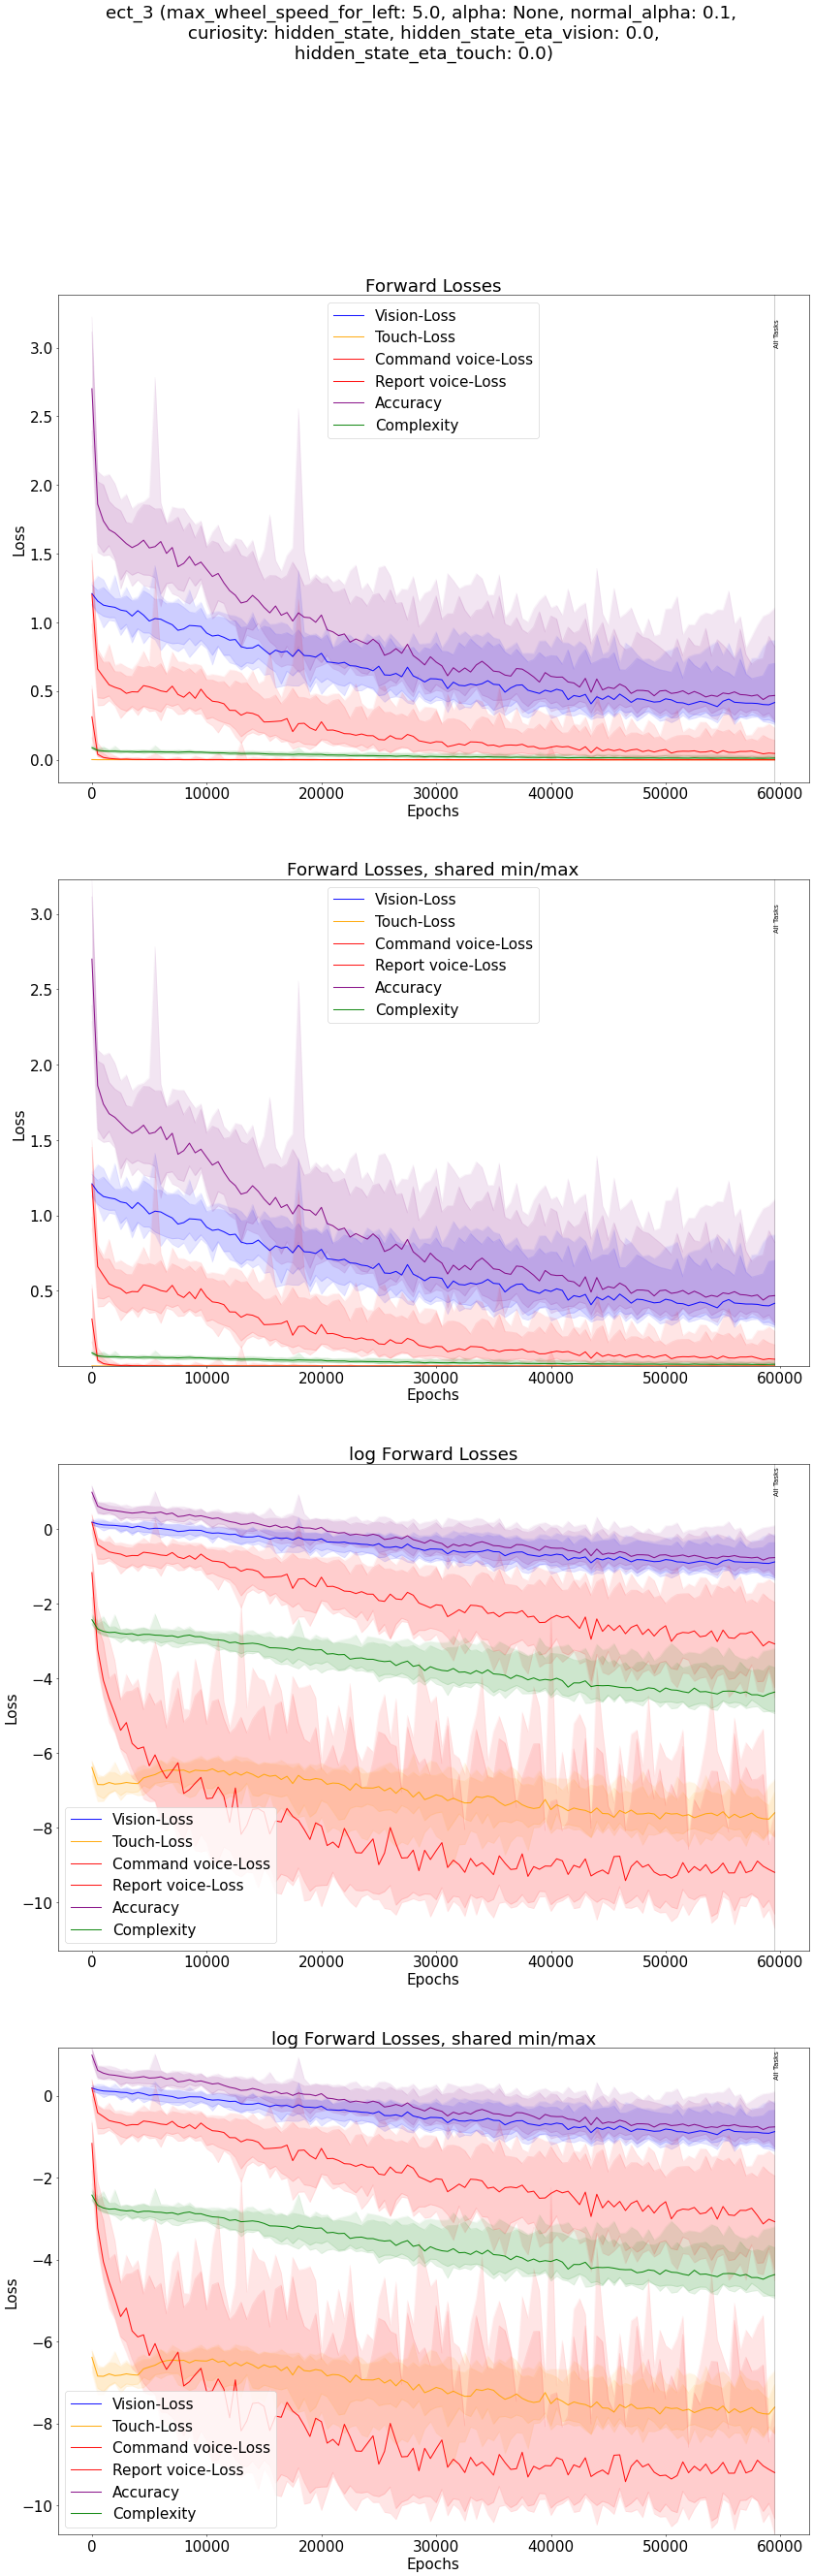 ect_3 (max_wheel_speed_for_left: 5.0, alpha: None, normal_alpha: 0.1,
curiosity: hidden_state, hidden_state_eta_vision: 0.0,
hidden_state_eta_touch: 0.0)
Forward Losses
Vision-Loss
Touch-Loss
Command voice-Loss
Report voice-Loss
Accuracy
Complexity
All Tasks
3.0
2.5
2.0
1.5
1.0
0.5
0.0
Loss
0 10000 20000 30000 40000 50000 60000
Epochs
Forward Losses, shared min/max
Vision-Loss
Touch-Loss
Command voice-Loss
Report voice-Loss
Accuracy
Complexity
All Tasks
3.0
2.5
2.0
1.5
1.0
0.5
Loss
0 10000 20000 30000 40000 50000 60000
Epochs
log Forward Losses
All Tasks
0
−2
−4
−6
−8
−10
Loss
Vision-Loss
Touch-Loss
Command voice-Loss
Report voice-Loss
Accuracy
Complexity
0 10000 20000 30000 40000 50000 60000
Epochs
log Forward Losses, shared min/max
All Tasks
0
−2
−4
−6
−8
−10
Loss
Vision-Loss
Touch-Loss
Command voice-Loss
Report voice-Loss
Accuracy
Complexity
0 10000 20000 30000 40000 50000 60000
Epochs